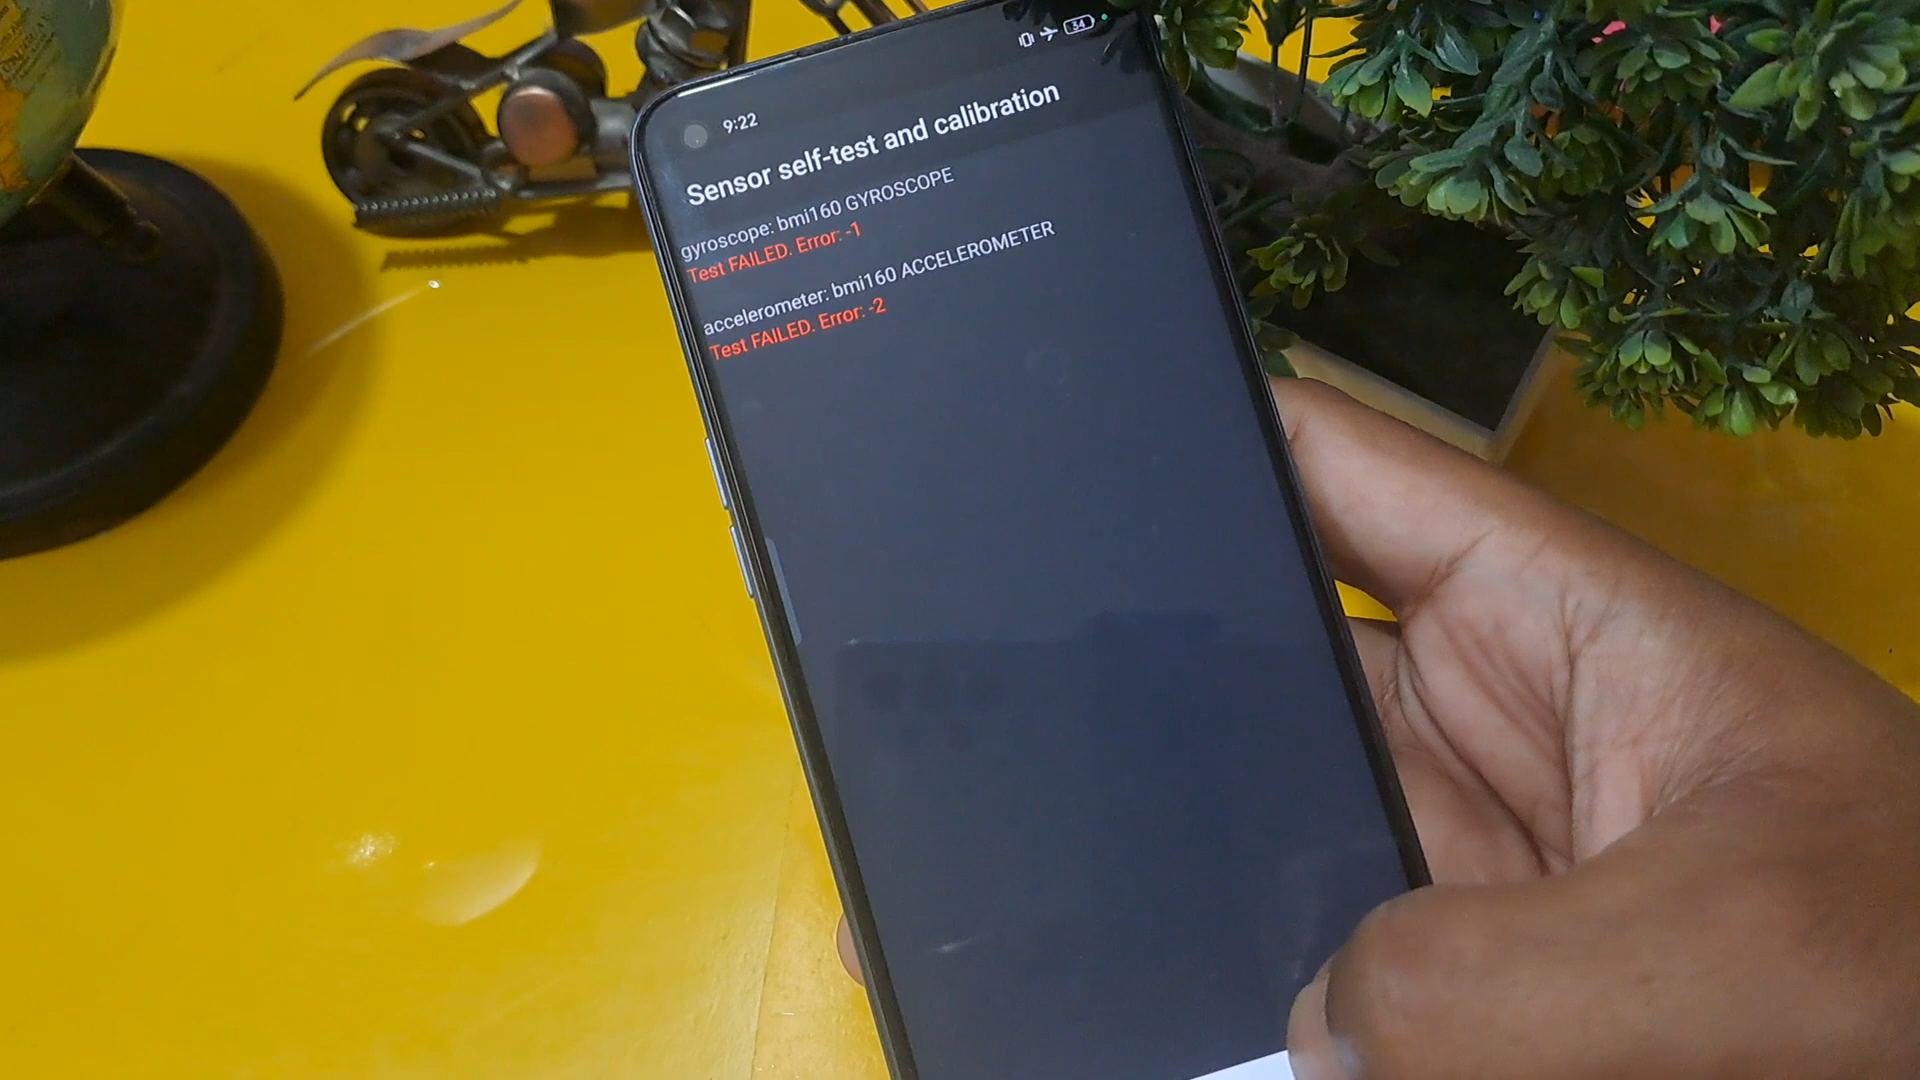 9:22
34
Sensor self-test and calibration
gyroscope: bmi160 GYROSCOPE
Test FAILED. Error: -1
accelerometer: bmi160 ACCELEROMETER
Test FAILED. Error: -2